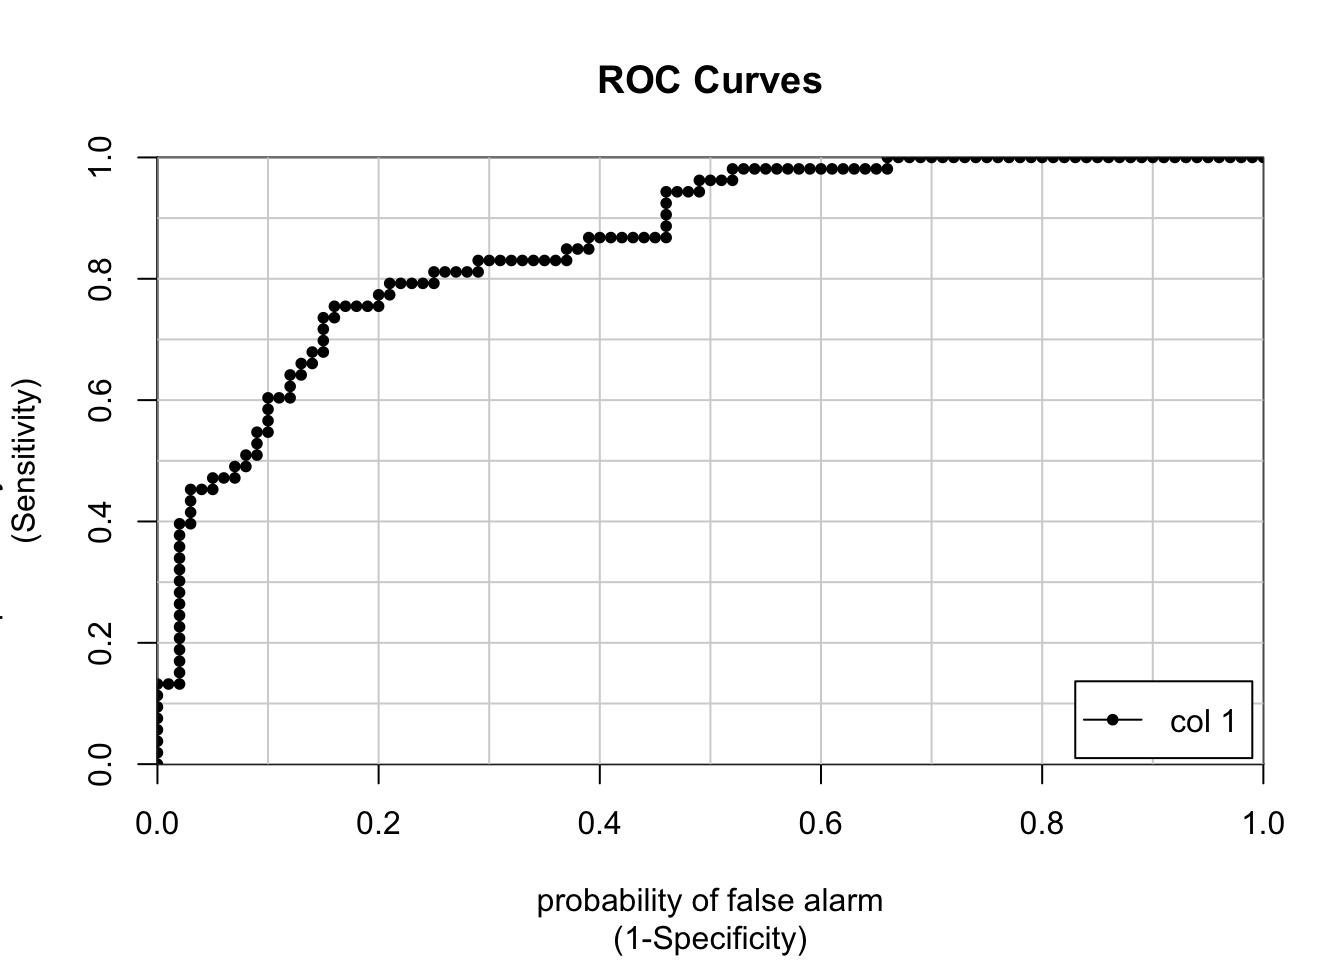 ROC Curves
1.0
0.8
0.6
0.4
0.2
0.0
(Sensitivity)
col 1
0.0 0.2 0.4 0.6 0.8 1.0
probability of false alarm
(1-Specificity)